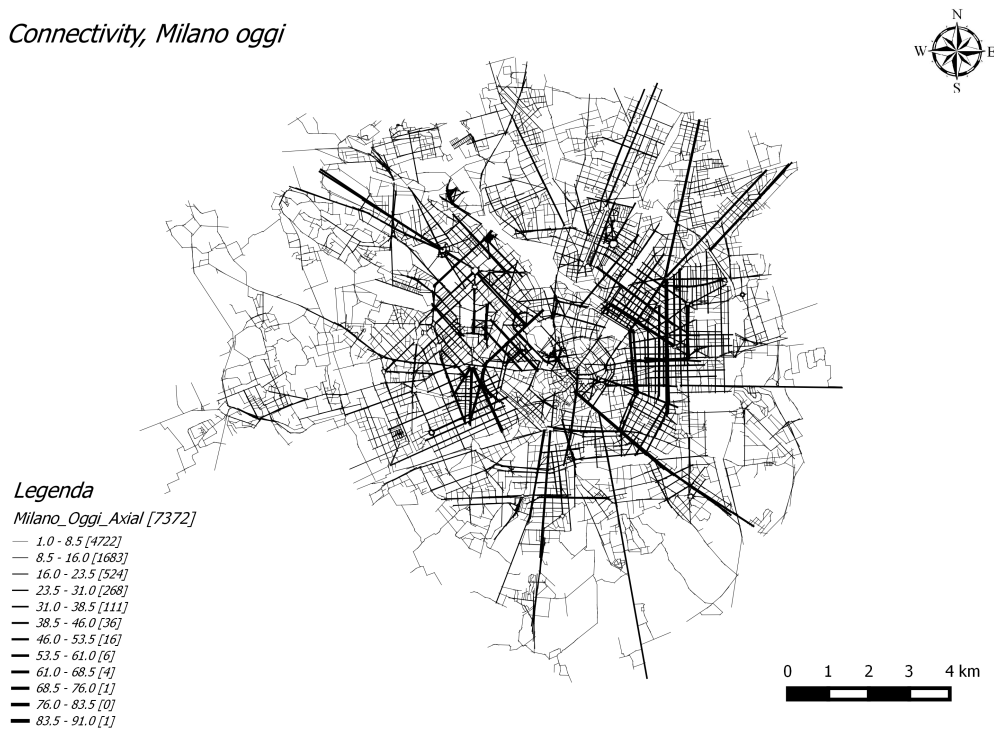 Connectivity, Milano oggi
N
W E
S
Legenda
Milano_Oggi_Axial [7372]
1.0 - 8.5 [4722]
8.5 - 16.0 [1683]
16.0 - 23.5 [524]
23.5 - 31.0 [268]
31.0 - 38.5 [111]
38.5 - 46.0 [36]
46.0 - 53.5 [16]
53.5 - 61.0 [6]
61.0 - 68.5 [4]
68.5 - 76.0 [1]
76.0 - 83.5 [0]
83.5 - 91.0 [1]
0 1 2 3 4 km